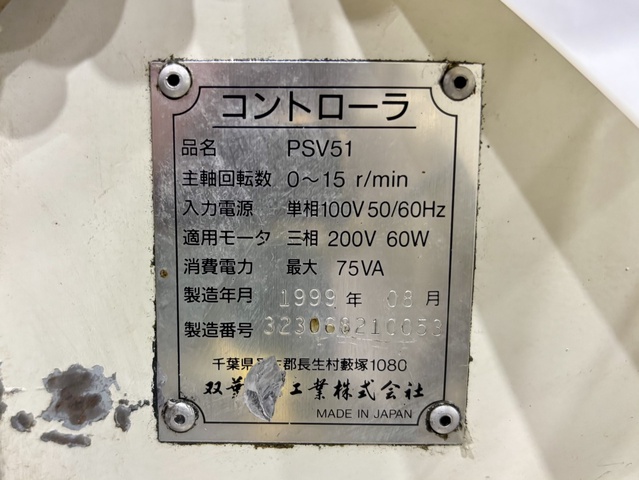 コントローラ
品名 PSV51
主軸回転数 0～15 r/min
入力電源 単相100V 50/60Hz
適用モータ 三相 200V 60W
消費電力 最大 75VA
製造年月 1999 年 08 月
製造番号
千葉県 郡長生村藪塚1080
双葉 工業株式会社
MADE IN JAPAN